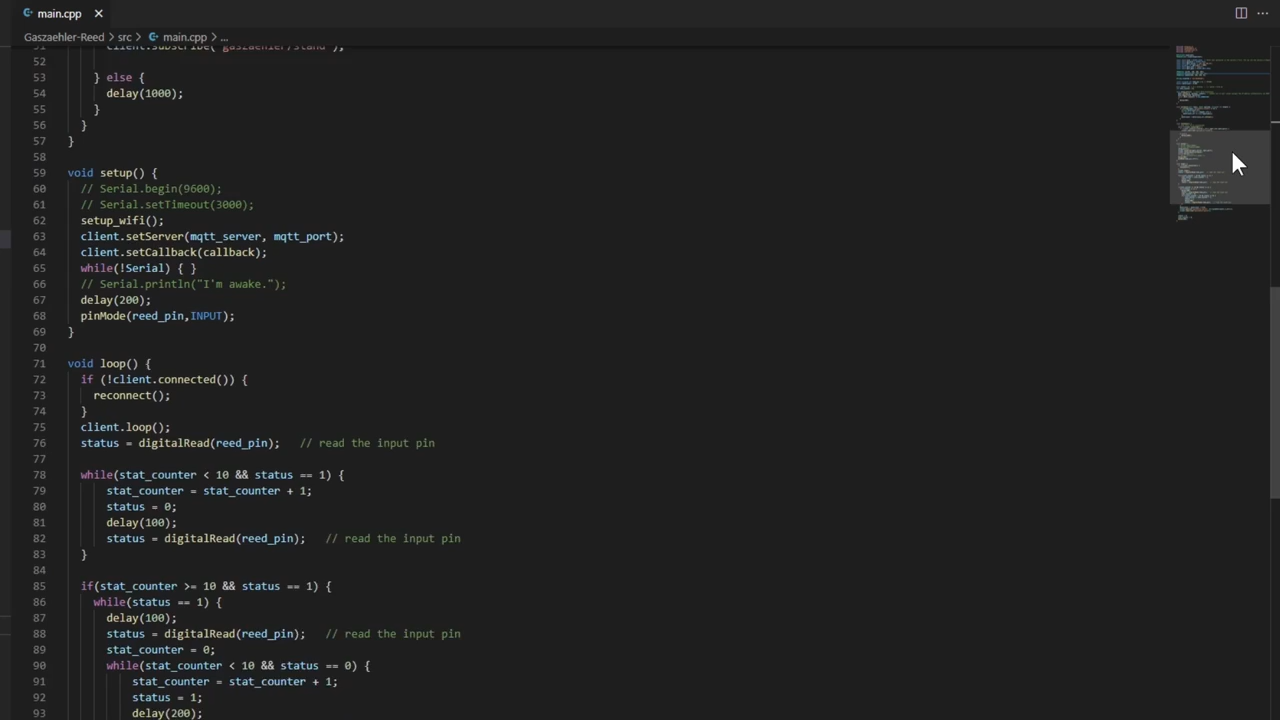 main.cpp
Gaszaehler-Reed > src > main.cpp > ...
51 client.subscribe("gaszaehler/stand");
52
53 } else {
54 delay(1000);
55 }
56 }
57 }
58
59 void setup() {
60 // Serial.begin(9600);
61 // Serial.setTimeout(3000);
62 setup_wifi();
63 client.setServer(mqtt_server, mqtt_port);
64 client.setCallback(callback);
65 while(!Serial) { }
66 // Serial.println("I'm awake.");
67 delay(200);
68 pinMode(reed_pin,INPUT);
69 }
70
71 void loop() {
72 if (!client.connected()) {
73 reconnect();
74 }
75 client.loop();
76 status = digitalRead(reed_pin); // read the input pin
77
78 while(stat_counter < 10 && status == 1) {
79 stat_counter = stat_counter + 1;
80 status = 0;
81 delay(100);
82 status = digitalRead(reed_pin); // read the input pin
83 }
84
85 if(stat_counter >= 10 && status == 1) {
86 while(status == 1) {
87 delay(100);
88 status = digitalRead(reed_pin); // read the input pin
89 stat_counter = 0;
90 while(stat_counter < 10 && status == 0) {
91 stat_counter = stat_counter + 1;
92 status = 1;
93 delay(200);